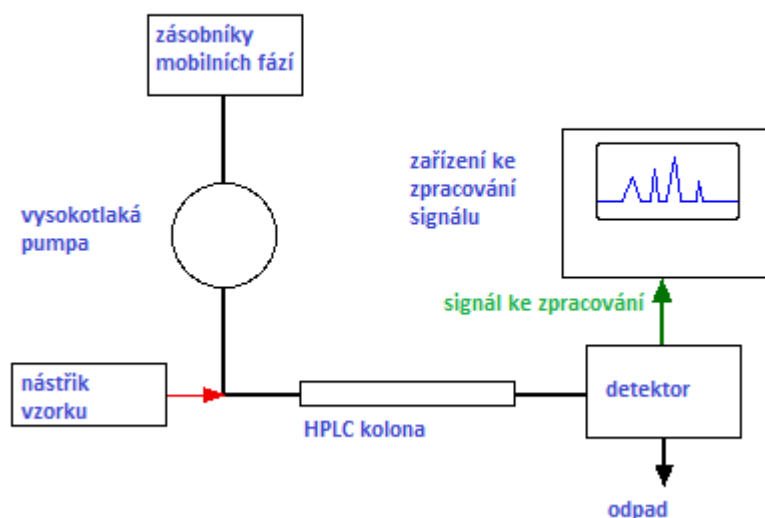 zásobníky
mobilních fází
vysokotlaká
pumpa
zařízení ke
zpracování
signálu
signál ke zpracování
nástřik
vzorku
HPLC kolona
detektor
odpad